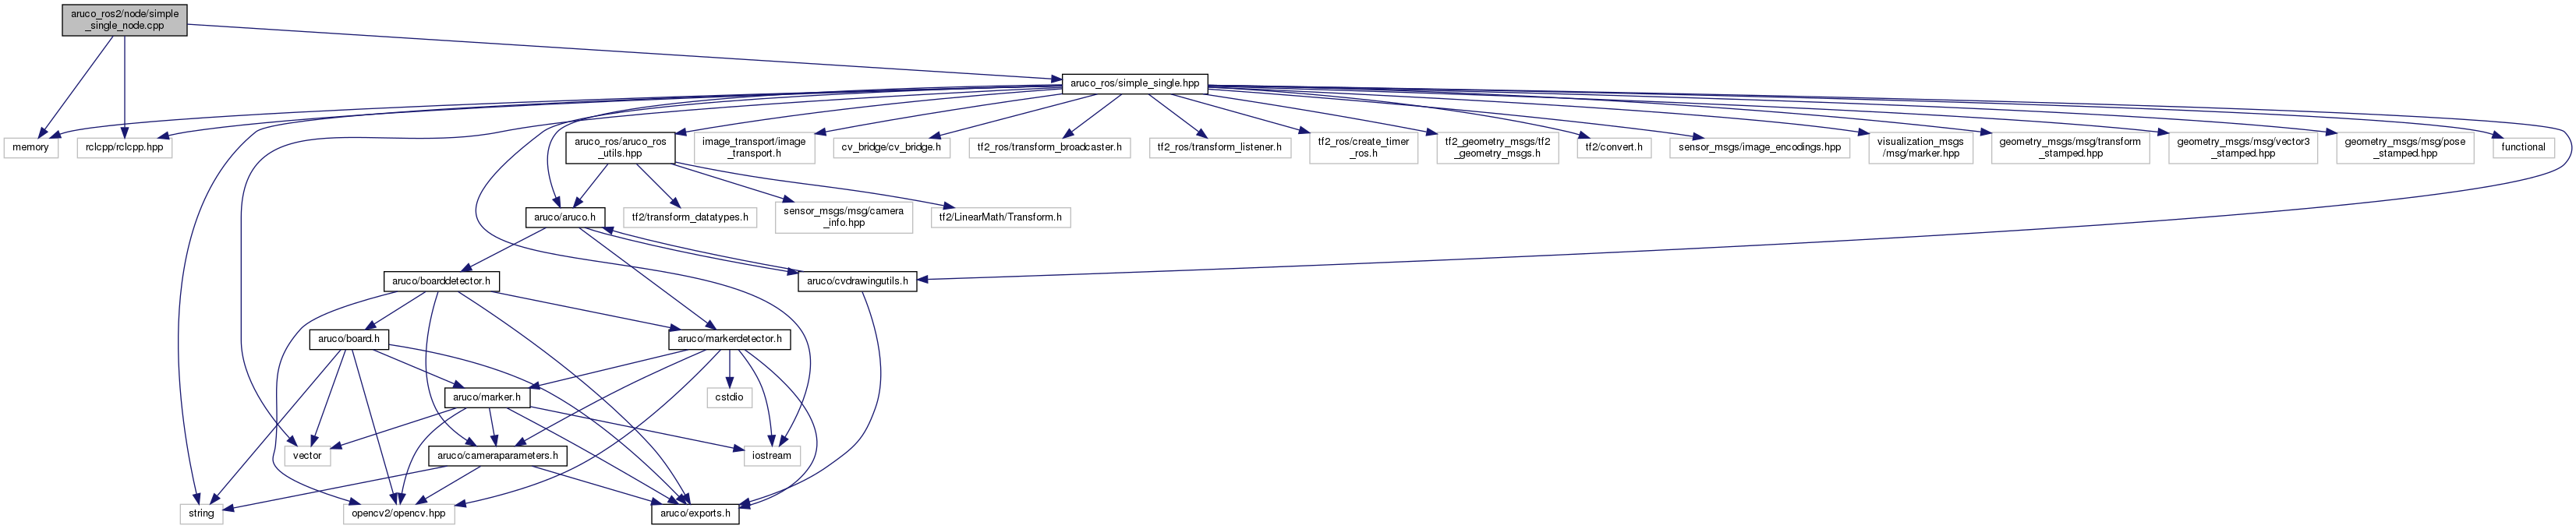 aruco_ros2/node/simple
_single_node.cpp
aruco_ros/simple_single.hpp
memory
rclcpp/rclcpp.hpp
aruco_ros/aruco_ros
_utils.hpp
image_transport/image
_transport.h
cv_bridge/cv_bridge.h
tf2_ros/transform_broadcaster.h
tf2_ros/transform_listener.h
tf2_ros/create_timer
_ros.h
tf2_geometry_msgs/tf2
_geometry_msgs.h
tf2/convert.h
sensor_msgs/image_encodings.hpp
visualization_msgs
/msg/marker.hpp
geometry_msgs/msg/transform
_stamped.hpp
geometry_msgs/msg/vector3
_stamped.hpp
geometry_msgs/msg/pose
_stamped.hpp
functional
aruco/aruco.h
tf2/transform_datatypes.h
sensor_msgs/msg/camera
_info.hpp
tf2/LinearMath/Transform.h
aruco/boarddetector.h
aruco/cvdrawingutils.h
aruco/board.h
aruco/markerdetector.h
aruco/marker.h
cstdio
vector
aruco/cameraparameters.h
iostream
string
opencv2/opencv.hpp
aruco/exports.h